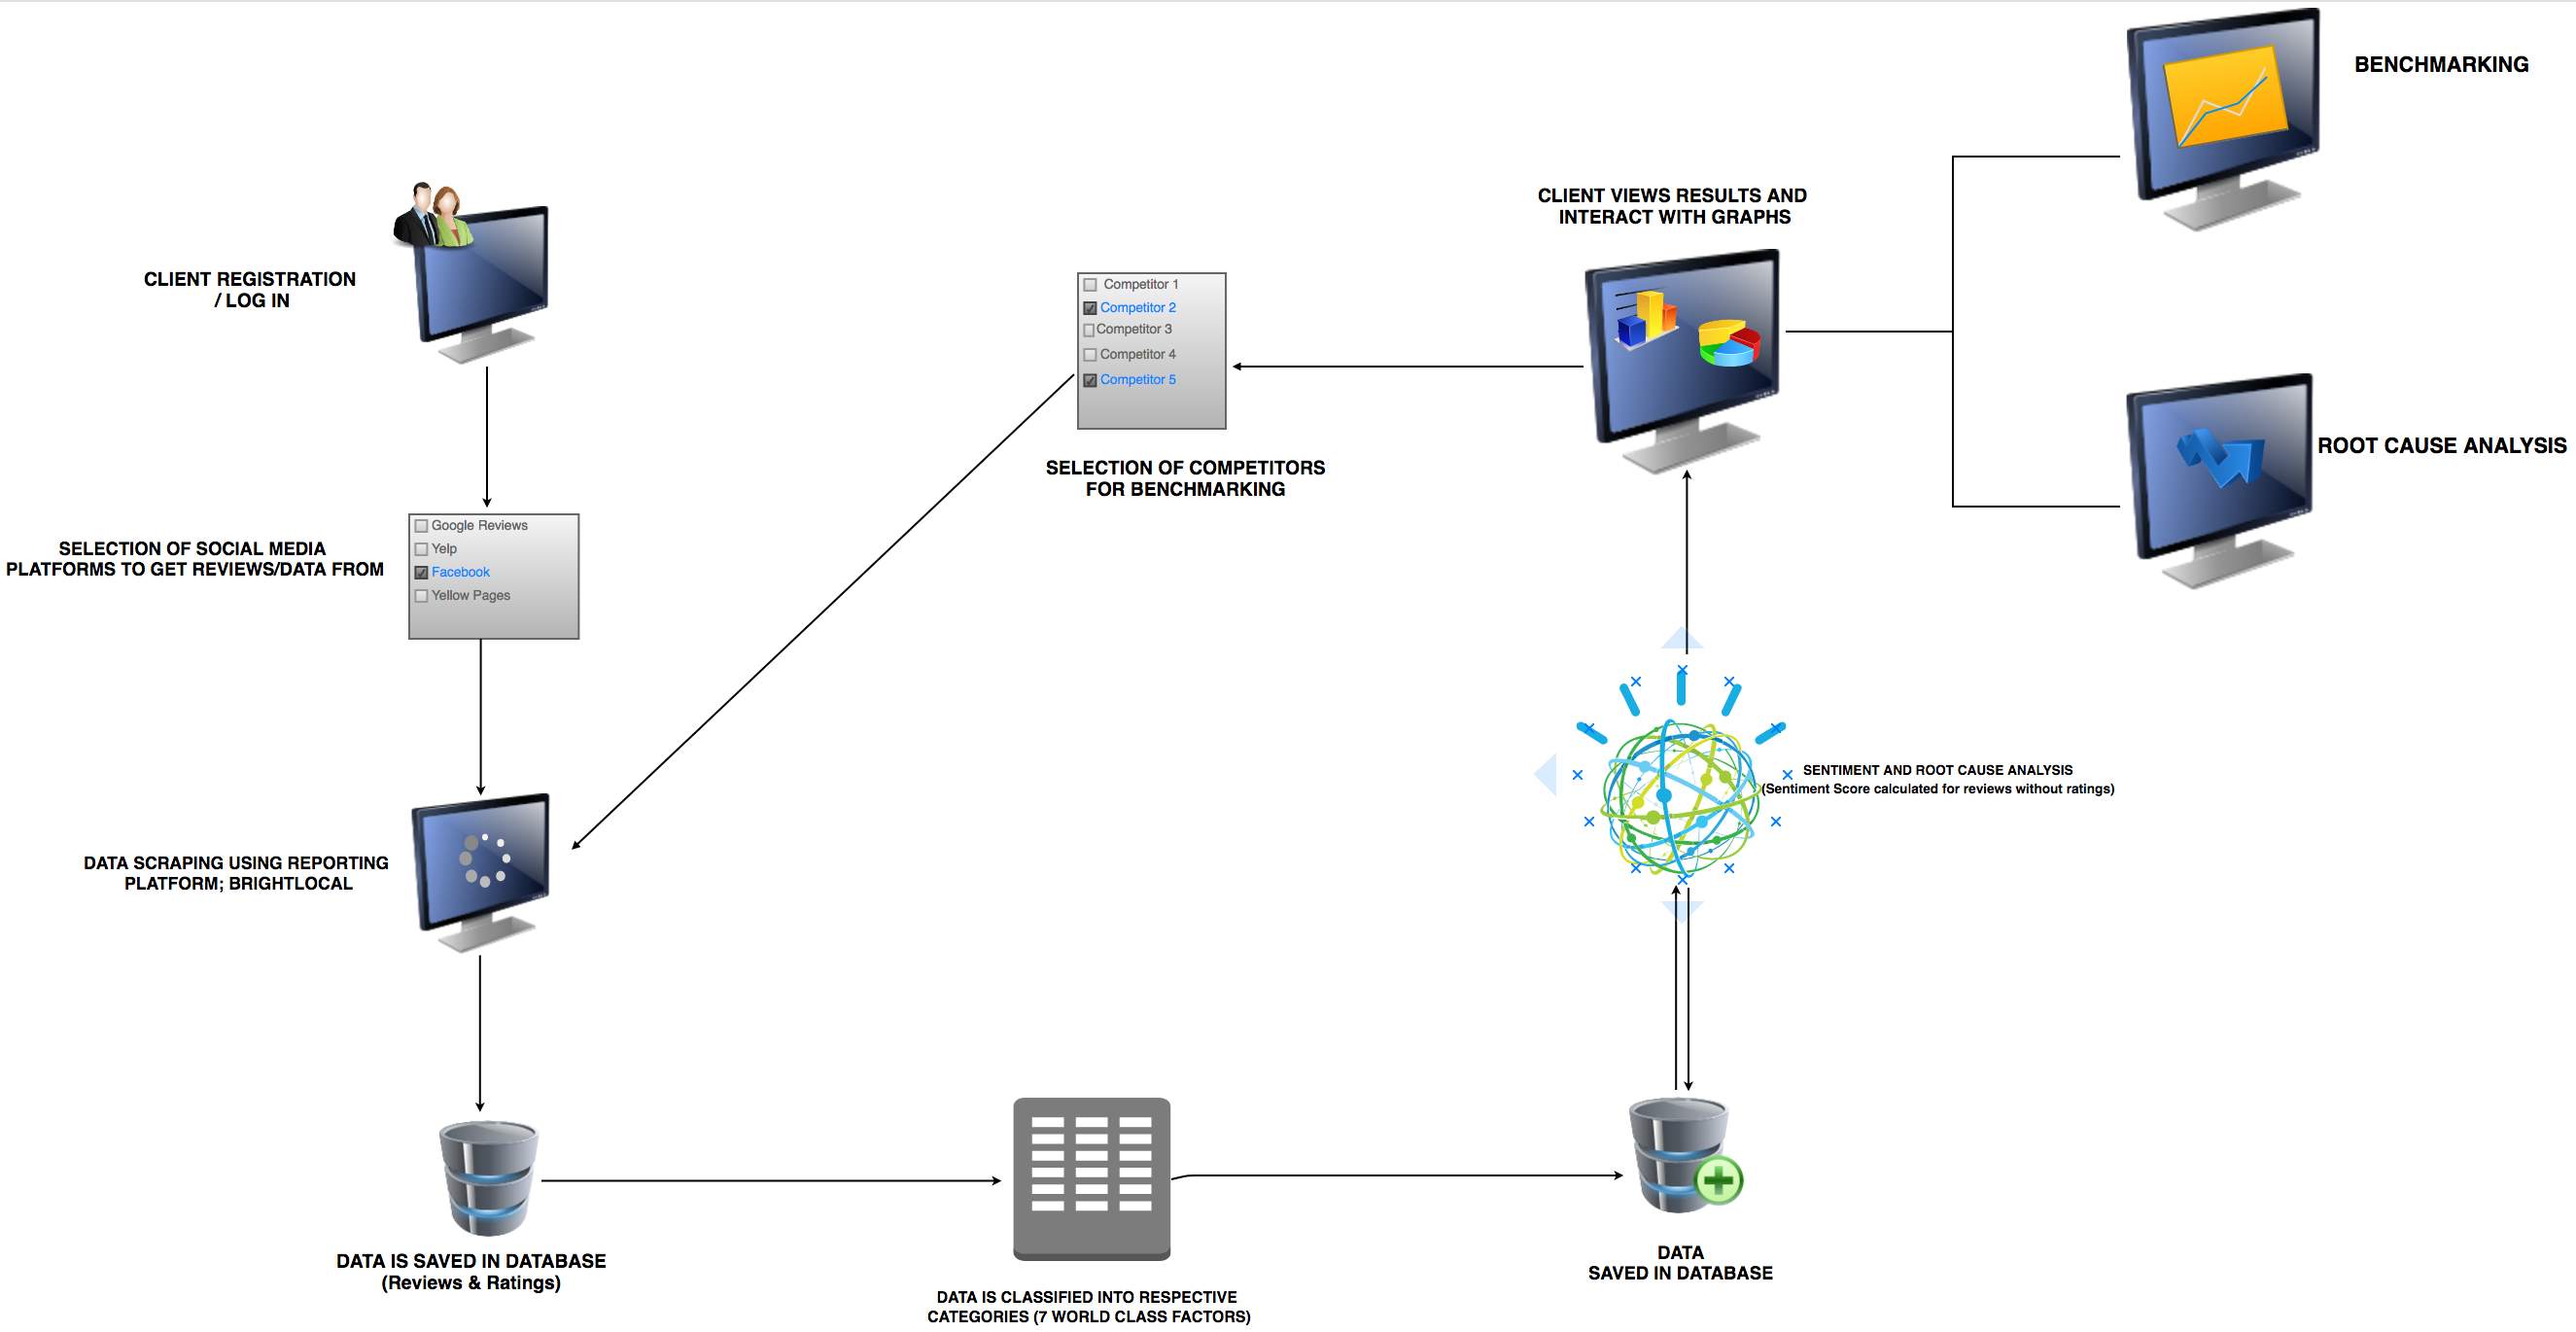 BENCHMARKING
CLIENT VIEWS RESULTS AND
INTERACT WITH GRAPHS
CLIENT REGISTRATION
/ LOG IN
Competitor 1
Competitor 2
Competitor 3
Competitor 4
Competitor 5
SELECTION OF COMPETITORS
FOR BENCHMARKING
ROOT CAUSE ANALYSIS
SELECTION OF SOCIAL MEDIA
PLATFORMS TO GET REVIEWS/DATA FROM
Google Reviews
Yelp
Facebook
Yellow Pages
SENTIMENT AND ROOT CAUSE ANALYSIS
(Sentiment Score calculated for reviews without ratings)
DATA SCRAPING USING REPORTING
PLATFORM; BRIGHTLOCAL
DATA IS SAVED IN DATABASE
(Reviews & Ratings)
DATA IS CLASSIFIED INTO RESPECTIVE
CATEGORIES (7 WORLD CLASS FACTORS)
DATA
SAVED IN DATABASE